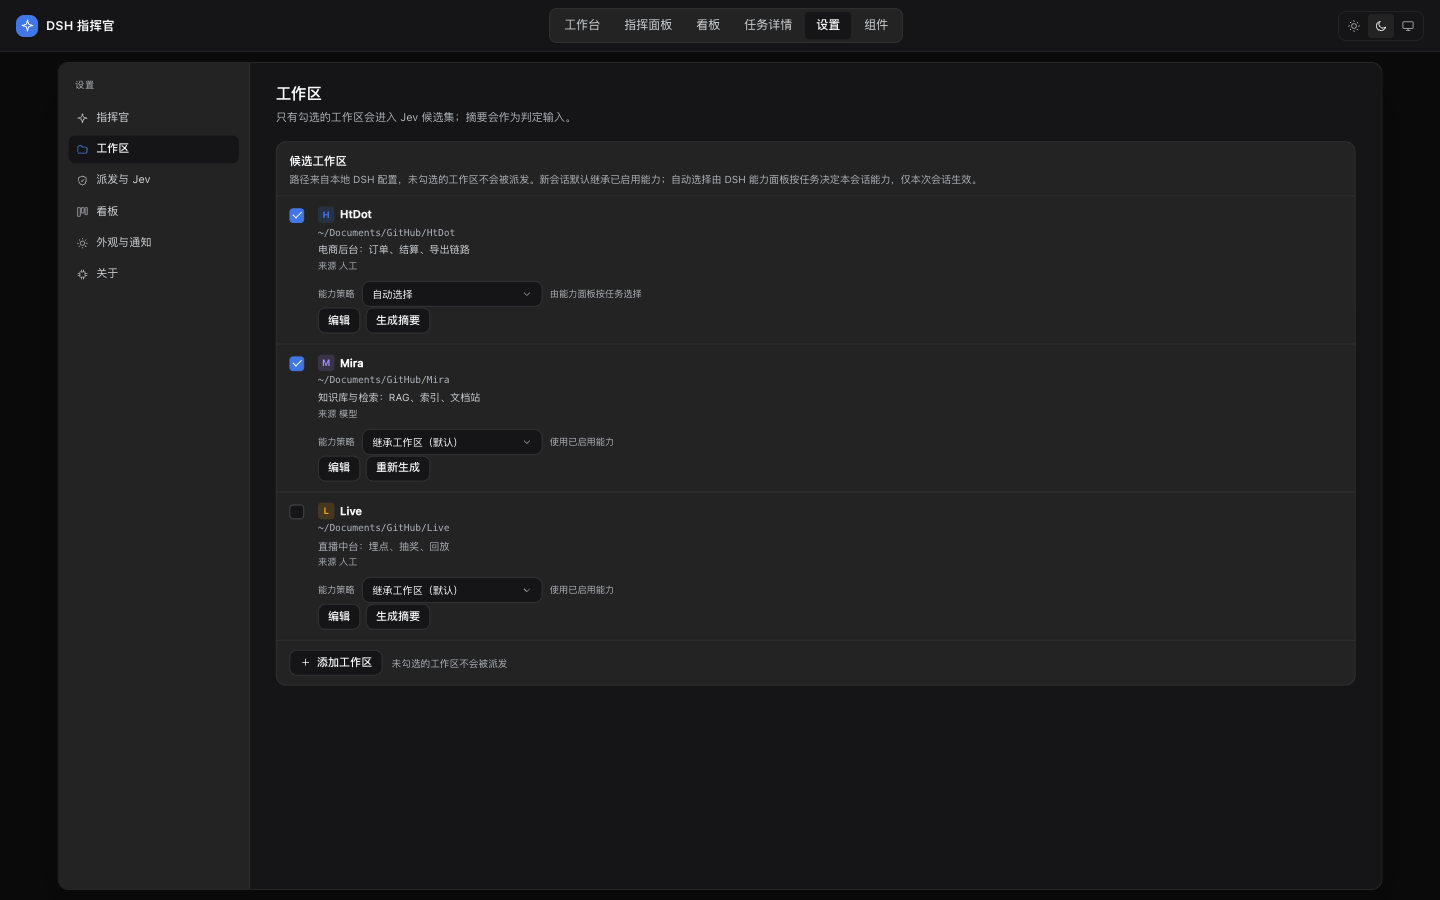 DSH 指挥官
工作台 指挥面板 看板 任务详情 设置 组件
设置
指挥官
工作区
派发与 Jev
看板
外观与通知
关于
工作区
只有勾选的工作区会进入 Jev 候选集；摘要会作为判定输入。
候选工作区
路径来自本地 DSH 配置，未勾选的工作区不会被派发。新会话默认继承已启用能力；自动选择由 DSH 能力面板按任务决定本会话能力，仅本次会话生效。
H HtDot
~/Documents/GitHub/HtDot
电商后台：订单、结算、导出链路
来源 人工
能力策略 自动选择 由能力面板按任务选择
编辑 生成摘要
M Mira
~/Documents/GitHub/Mira
知识库与检索：RAG、索引、文档站
来源 模型
能力策略 继承工作区（默认） 使用已启用能力
编辑 重新生成
L Live
~/Documents/GitHub/Live
直播中台：埋点、抽奖、回放
来源 人工
能力策略 继承工作区（默认） 使用已启用能力
编辑 生成摘要
+ 添加工作区 未勾选的工作区不会被派发